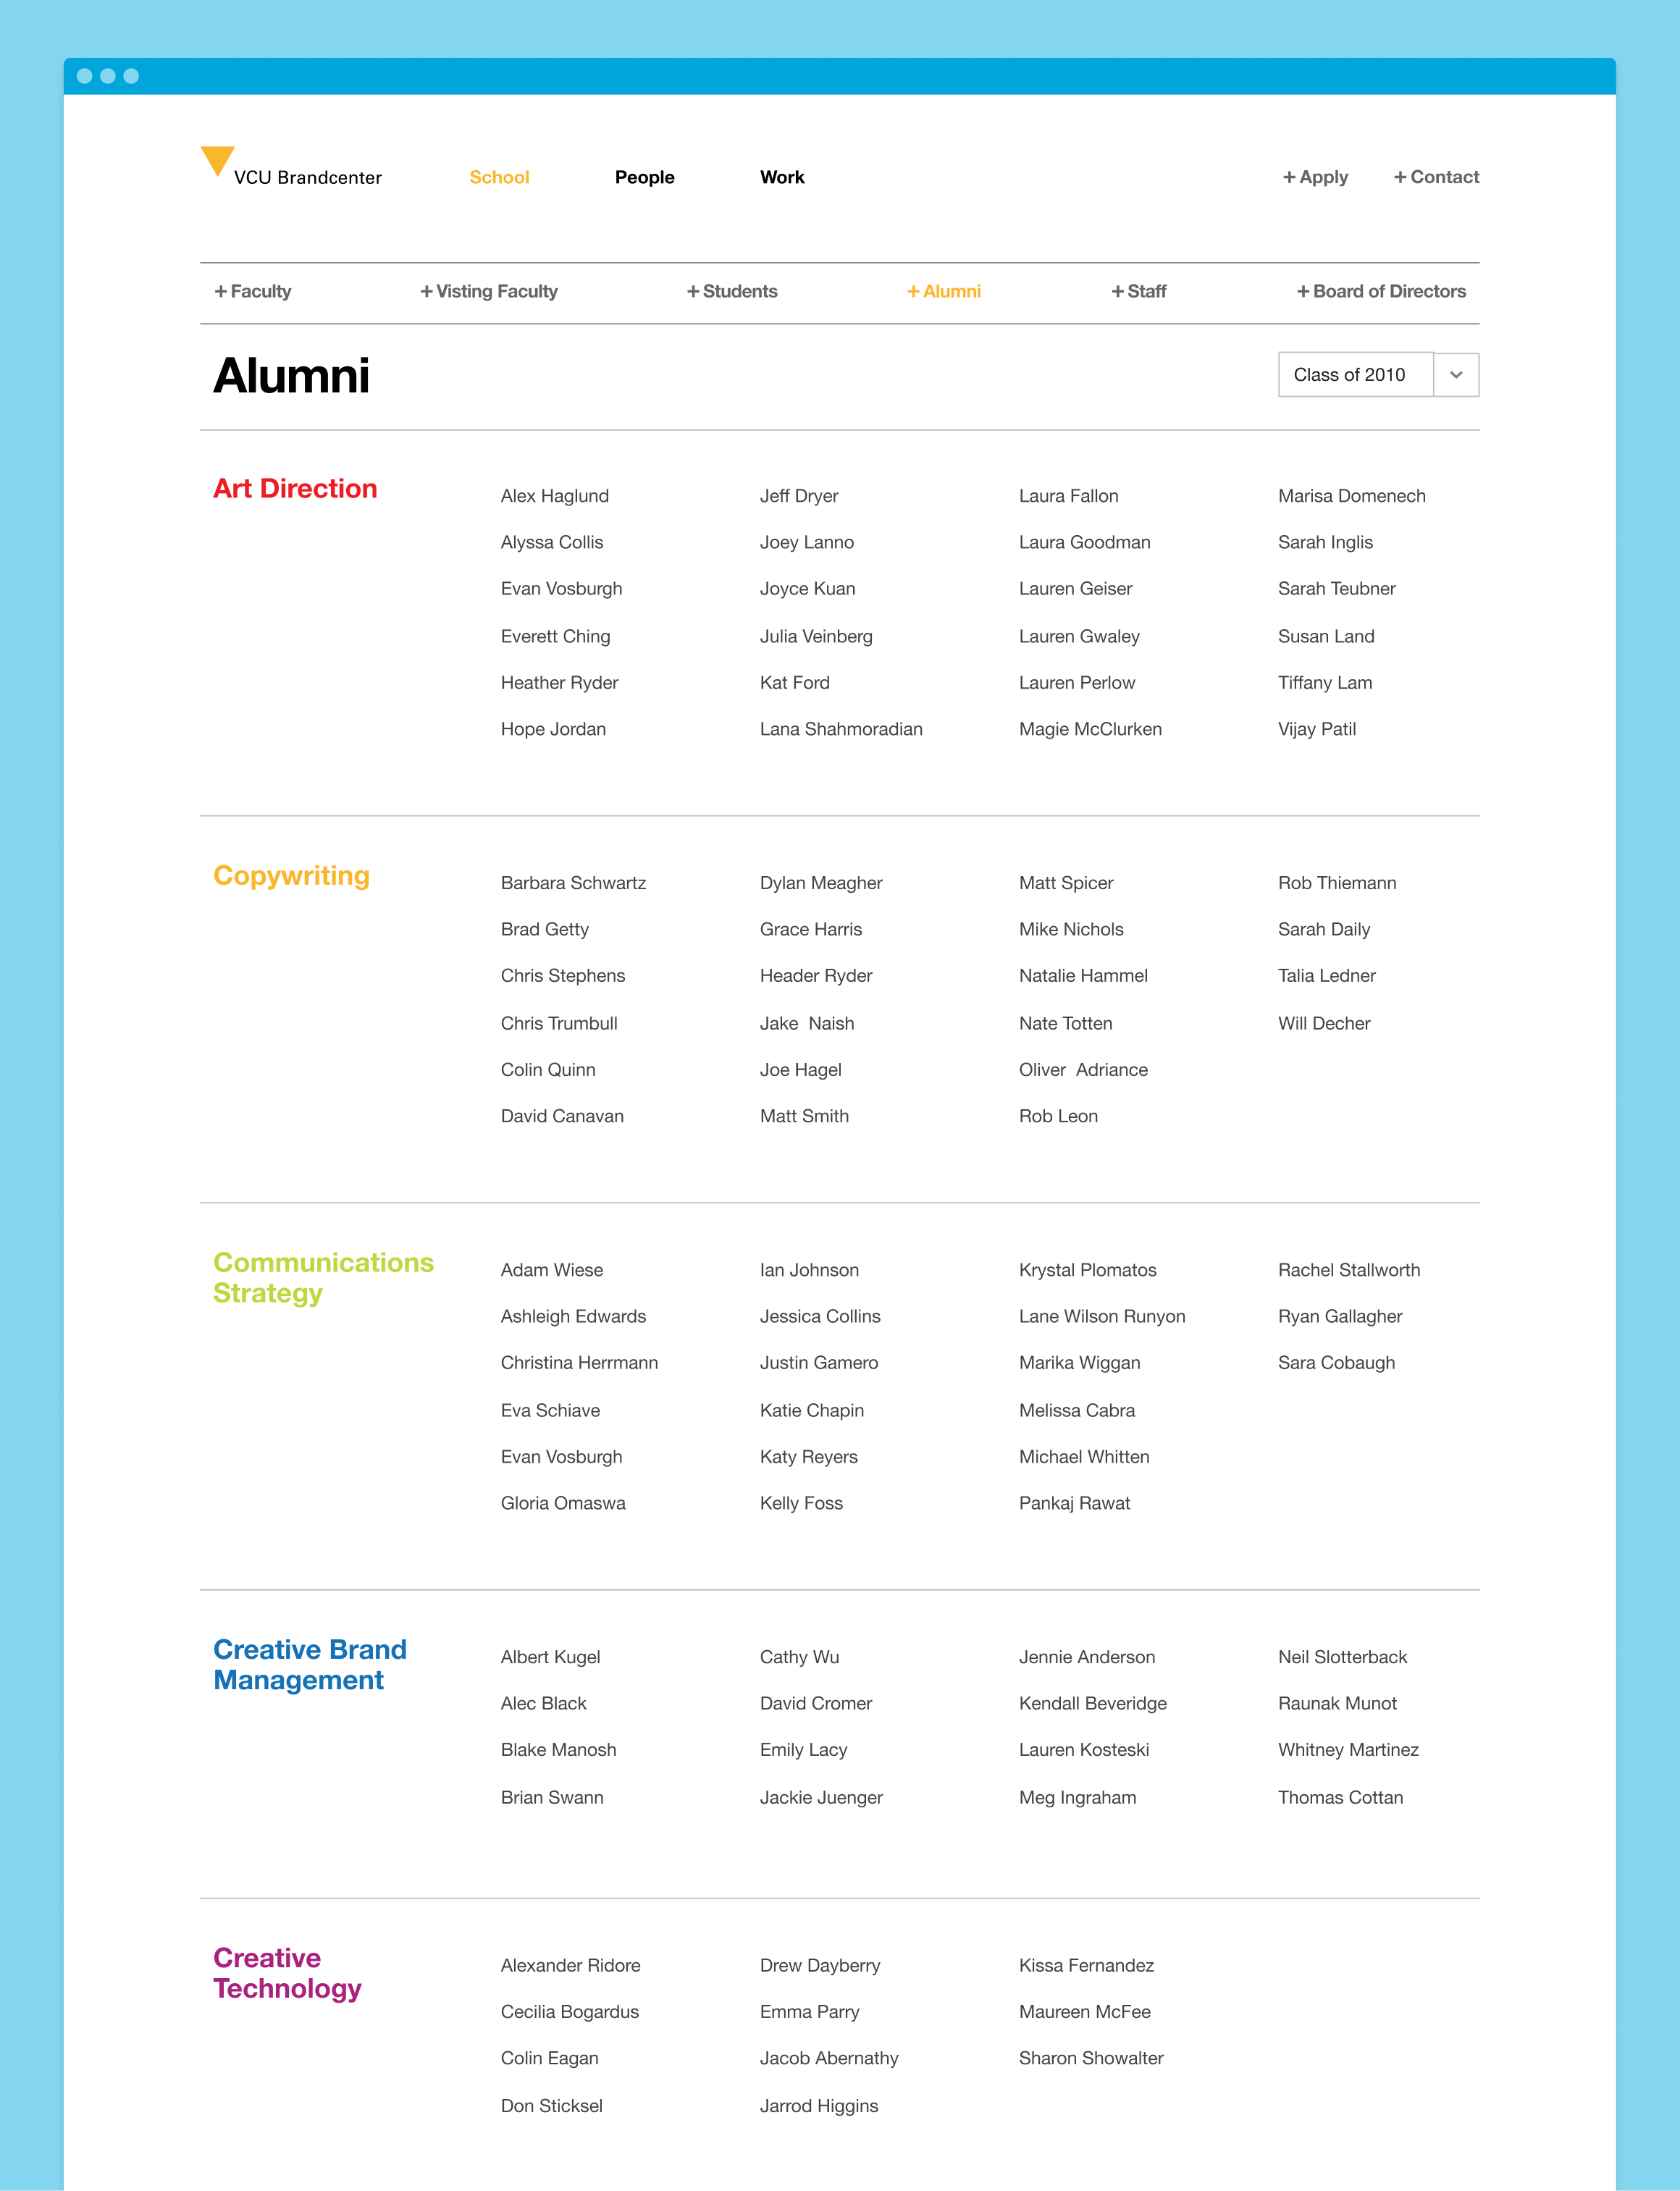 VCU Brandcenter School People Work + Apply + Contact
+ Faculty + Visting Faculty + Students + Alumni + Staff + Board of Directors
Alumni Class of 2010
Art Direction
Alex Haglund Jeff Dryer Laura Fallon Marisa Domenech
Alyssa Collis Joey Lanno Laura Goodman Sarah Inglis
Evan Vosburgh Joyce Kuan Lauren Geiser Sarah Teubner
Everett Ching Julia Veinberg Lauren Gwaley Susan Land
Heather Ryder Kat Ford Lauren Perlow Tiffany Lam
Hope Jordan Lana Shahmoradian Magie McClurken Vijay Patil
Copywriting
Barbara Schwartz Dylan Meagher Matt Spicer Rob Thiemann
Brad Getty Grace Harris Mike Nichols Sarah Daily
Chris Stephens Header Ryder Natalie Hammel Talia Ledner
Chris Trumbull Jake Naish Nate Totten Will Decher
Colin Quinn Joe Hagel Oliver Adriance
David Canavan Matt Smith Rob Leon
Communications
Strategy
Adam Wiese Ian Johnson Krystal Plomatos Rachel Stallworth
Ashleigh Edwards Jessica Collins Lane Wilson Runyon Ryan Gallagher
Christina Herrmann Justin Gamero Marika Wiggan Sara Cobaugh
Eva Schiave Katie Chapin Melissa Cabra
Evan Vosburgh Katy Reyers Michael Whitten
Gloria Omaswa Kelly Foss Pankaj Rawat
Creative Brand
Management
Albert Kugel Cathy Wu Jennie Anderson Neil Slotterback
Alec Black David Cromer Kendall Beveridge Raunak Munot
Blake Manosh Emily Lacy Lauren Kosteski Whitney Martinez
Brian Swann Jackie Juenger Meg Ingraham Thomas Cottan
Creative
Technology
Alexander Ridore Drew Dayberry Kissa Fernandez
Cecilia Bogardus Emma Parry Maureen McFee
Colin Eagan Jacob Abernathy Sharon Showalter
Don Sticksel Jarrod Higgins